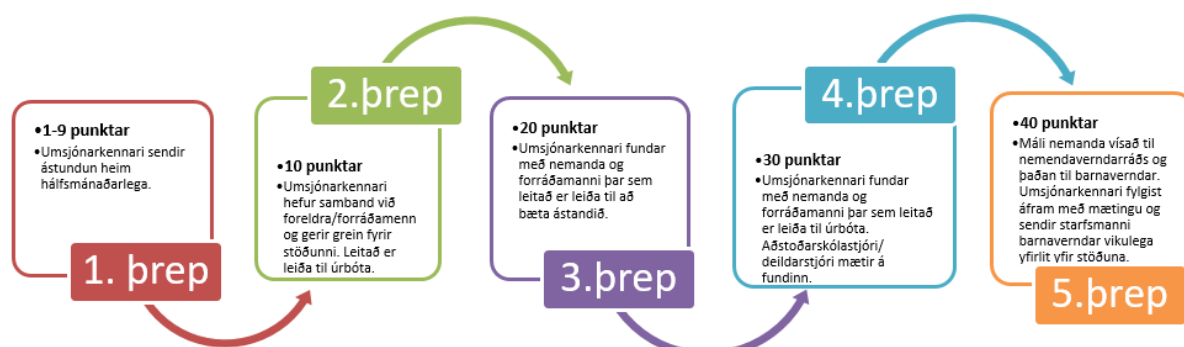 •1-9 punktar
•Umsjónarkennari sendir
ástundun heim
hálfsmánaðarlega.
1. þrep
2.þrep
•10 punktar
•Umsjónarkennari
hefur samband við
foreldra/forráðamenn
og gerir grein fyrir
stöðunni. Leitað er
leiða til úrbóta.
•20 punktar
•Umsjónarkennari fundar
með nemanda og
forráðamanni þar sem
leitað er leiða til að
bæta ástandið.
3.þrep
4.þrep
•30 punktar
•Umsjónarkennari fundar
með nemanda og
forráðamanni þar sem leitað
er leiða til úrbóta.
Aðstoðarskólastjóri/
deildarstjóri mætir á
fundinn.
•40 punktar
•Máli nemanda vísað til
nemendaverndarráðs og
þaðan til barnaverndar.
Umsjónarkennari fylgist
áfram með mætingu og
sendir starfsmanni
barnaverndar vikulega
yfirlit yfir stöðuna.
5.þrep